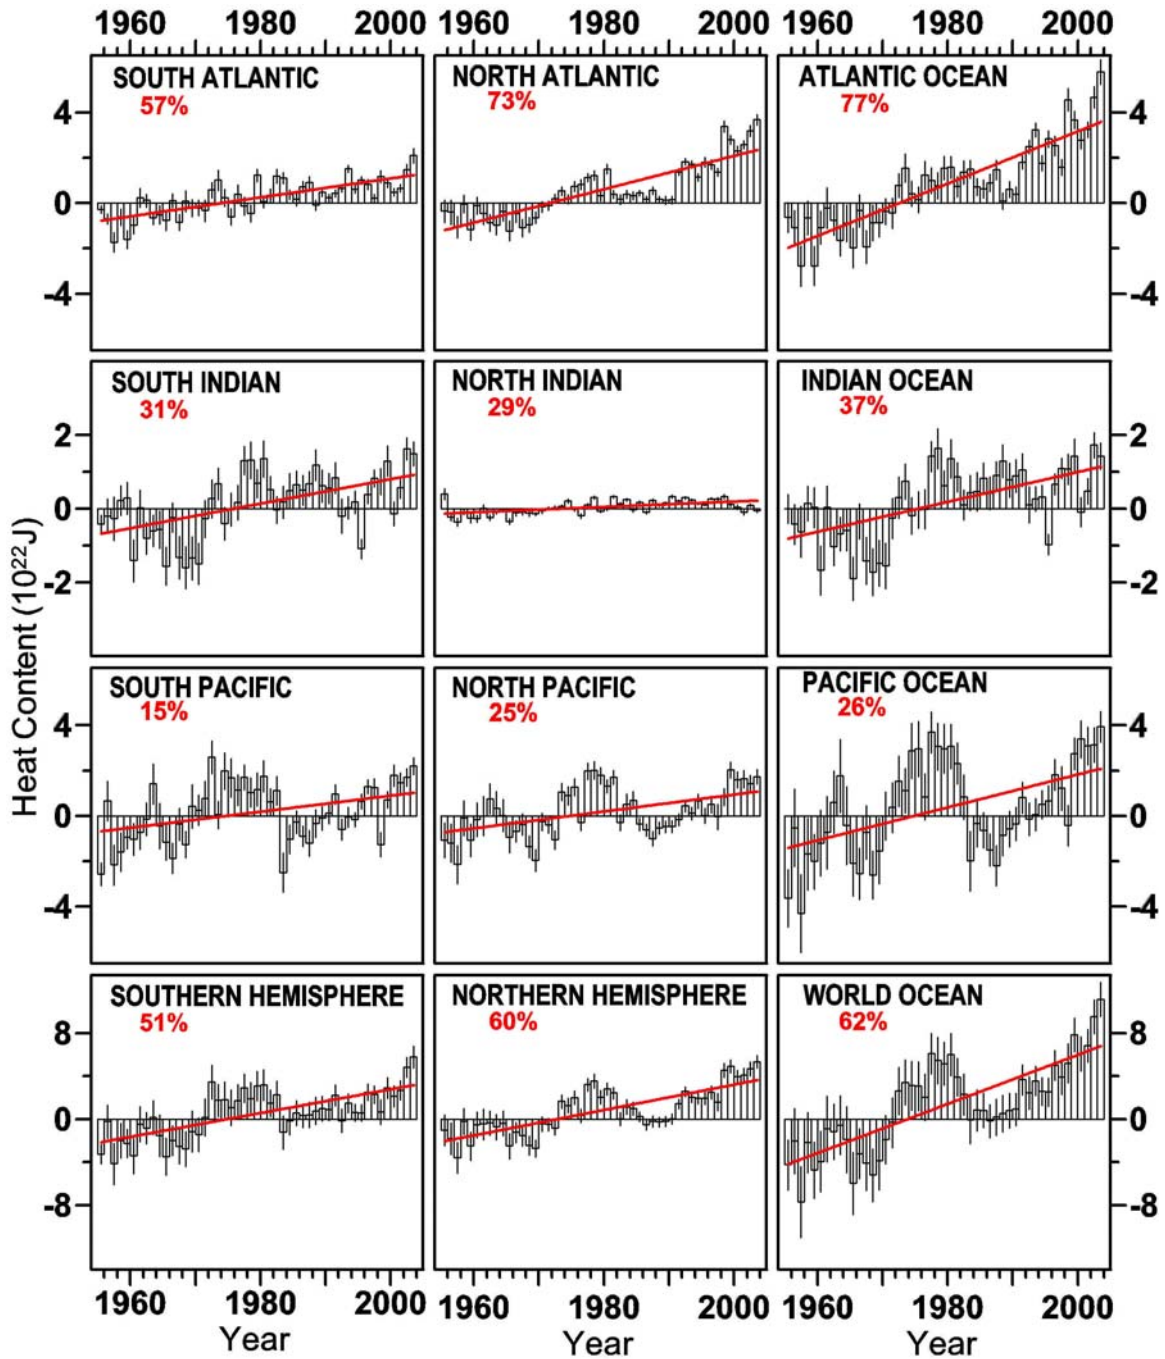 1960 1980 2000 1960 1980 2000 1960 1980 2000
SOUTH ATLANTIC NORTH ATLANTIC ATLANTIC OCEAN
57% 73% 77%
4 4
0 0
-4 -4
SOUTH INDIAN NORTH INDIAN INDIAN OCEAN
31% 29% 37%
2 2
0 0
-2 -2
Heat Content (10²²J)
SOUTH PACIFIC NORTH PACIFIC PACIFIC OCEAN
15% 25% 26%
4 4
0 0
-4 -4
SOUTHERN HEMISPHERE NORTHERN HEMISPHERE WORLD OCEAN
51% 60% 62%
8 8
0 0
-8 -8
1960 1980 2000 1960 1980 2000 1960 1980 2000
Year Year Year